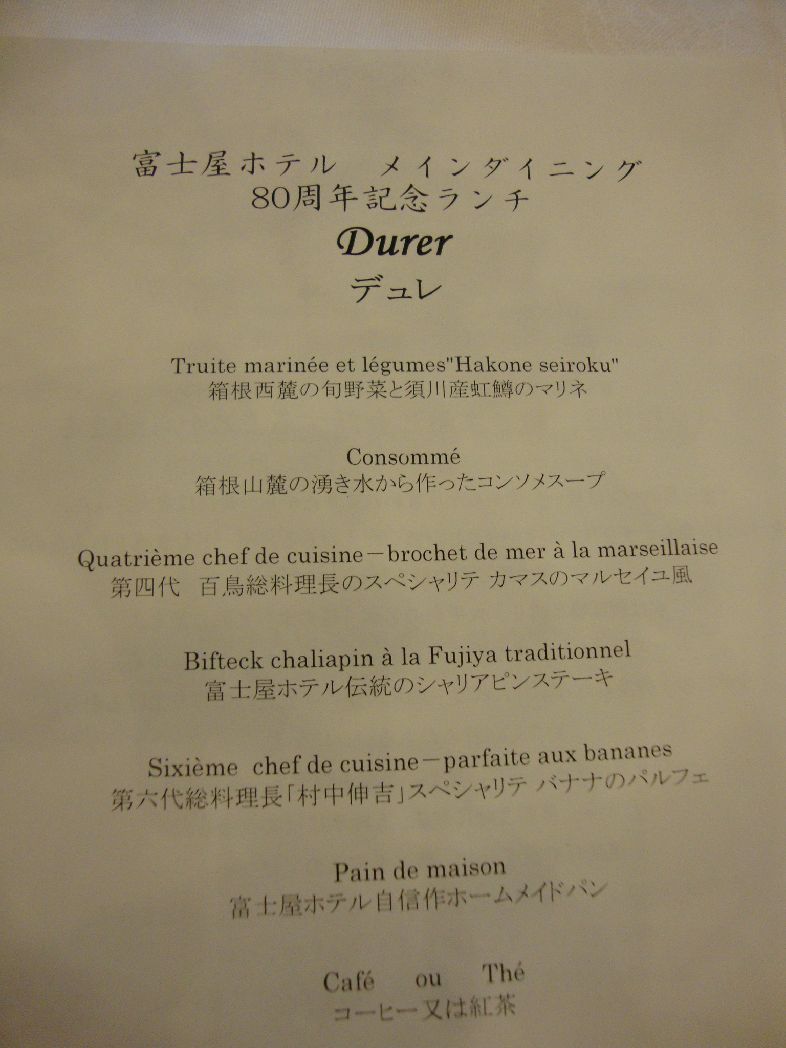 富士屋ホテル　メインダイニング
80周年記念ランチ
Durer
デュレ
Truite marinée et légumes"Hakone seiroku"
箱根西麓の旬野菜と須川産虹鱒のマリネ
Consommé
箱根山麓の湧き水から作ったコンソメスープ
Quatrième chef de cuisine－brochet de mer à la marseillaise
第四代　百鳥総料理長のスペシャリテ カマスのマルセイユ風
Bifteck chaliapin à la Fujiya traditionnel
富士屋ホテル伝統のシャリアピンステーキ
Sixième chef de cuisine－parfaite aux bananes
第六代総料理長「村中伸吉」スペシャリテ バナナのパルフェ
Pain de maison
富士屋ホテル自信作ホームメイドパン
Café ou Thé
コーヒー又は紅茶